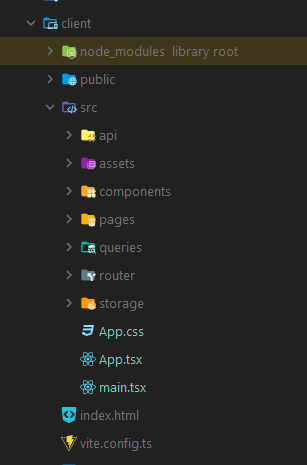 client
node_modules library root
public
src
api
assets
components
pages
queries
router
storage
App.css
App.tsx
main.tsx
index.html
vite.config.ts